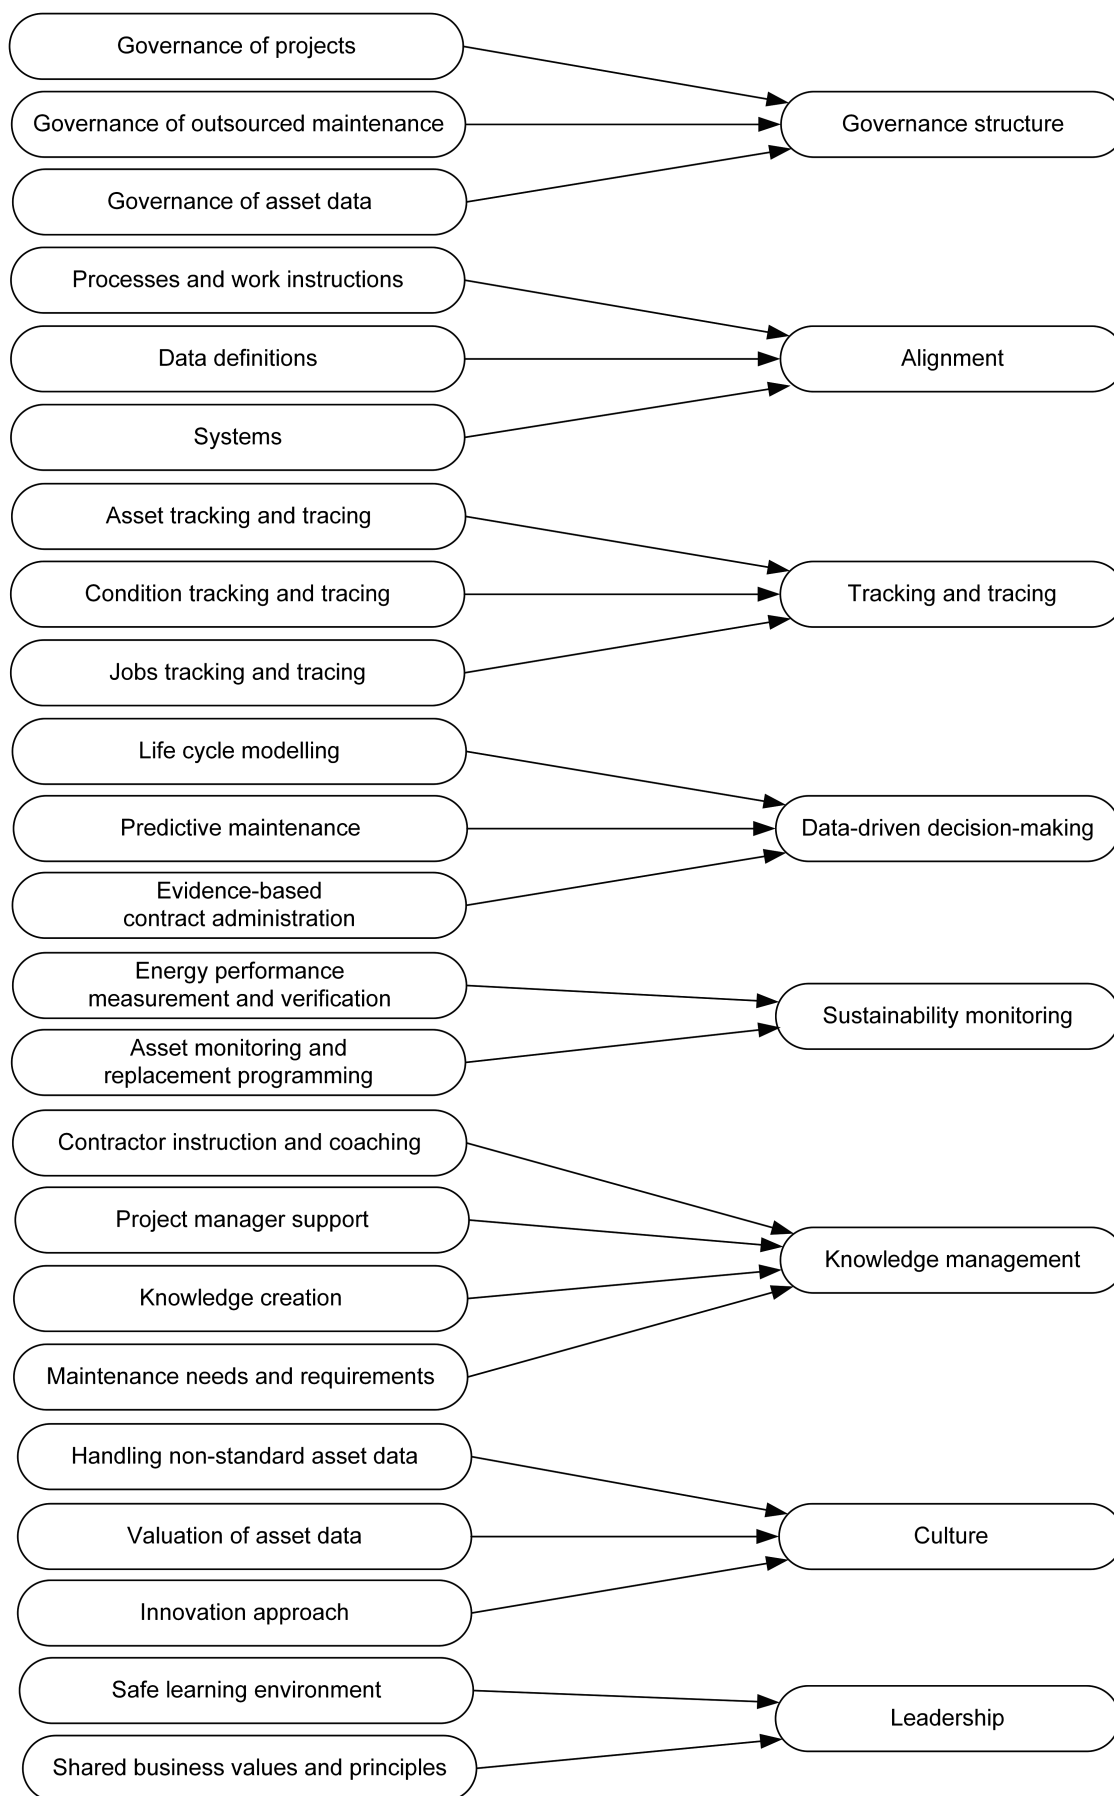 Governance of projects
Governance of outsourced maintenance
Governance structure
Governance of asset data
Processes and work instructions
Data definitions
Alignment
Systems
Asset tracking and tracing
Condition tracking and tracing
Tracking and tracing
Jobs tracking and tracing
Life cycle modelling
Predictive maintenance
Data-driven decision-making
Evidence-based
contract administration
Energy performance
measurement and verification
Sustainability monitoring
Asset monitoring and
replacement programming
Contractor instruction and coaching
Project manager support
Knowledge management
Knowledge creation
Maintenance needs and requirements
Handling non-standard asset data
Valuation of asset data
Culture
Innovation approach
Safe learning environment
Leadership
Shared business values and principles